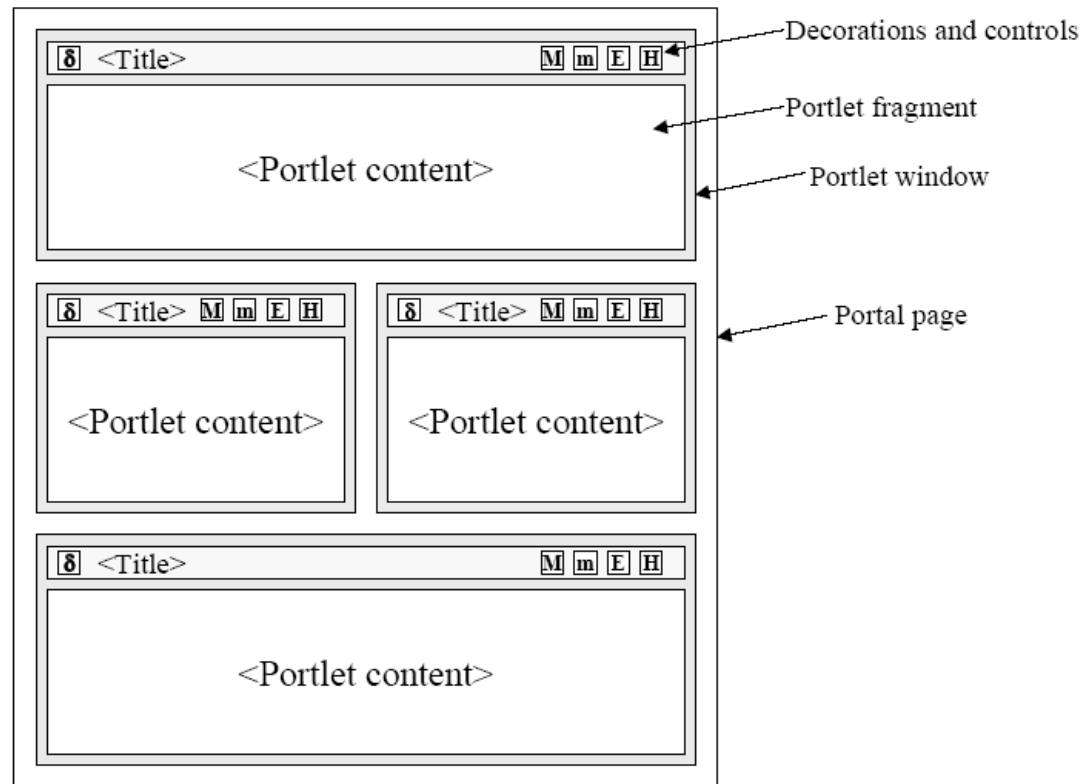 δ <Title> M m E H
Decorations and controls
Portlet fragment
<Portlet content>
Portlet window
δ <Title> M m E H
δ <Title> M m E H
Portal page
<Portlet content>
<Portlet content>
δ <Title> M m E H
<Portlet content>